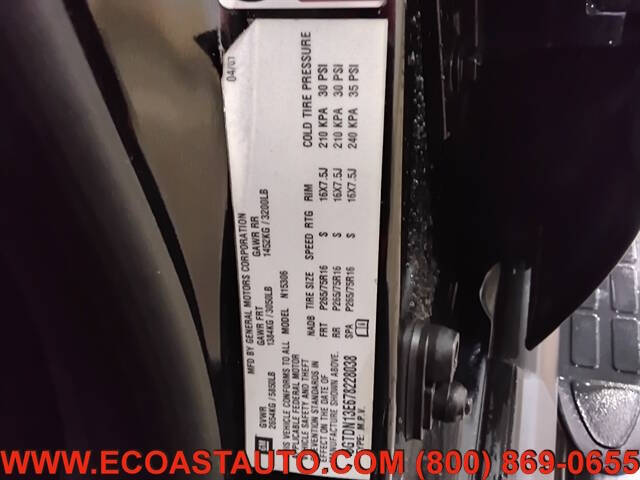 04/01
MFD BY GENERAL MOTORS CORPORATION
GVWR GAWR FRT GAWR RR
2654KG / 5850LB 1384KG / 3050LB 1452KG / 3200LB
VEHICLE CONFORMS TO ALL MODEL N15306
FEDERAL MOTOR
VEHICLE SAFETY AND THEFT
STANDARDS IN
EFFECT ON THE DATE OF
MANUFACTURE SHOWN ABOVE.
GTDN13E678228038
TYPE: M.P.V.
NADB TIRE SIZE SPEED RTG RIM COLD TIRE PRESSURE
FRT P265/75R16 S 16X7.5J 210 KPA 30 PSI
RR P265/75R16 S 16X7.5J 210 KPA 30 PSI
SPA P265/75R16 S 16X7.5J 240 KPA 35 PSI
GM
WWW.ECOASTAUTO.COM (800) 869-0655